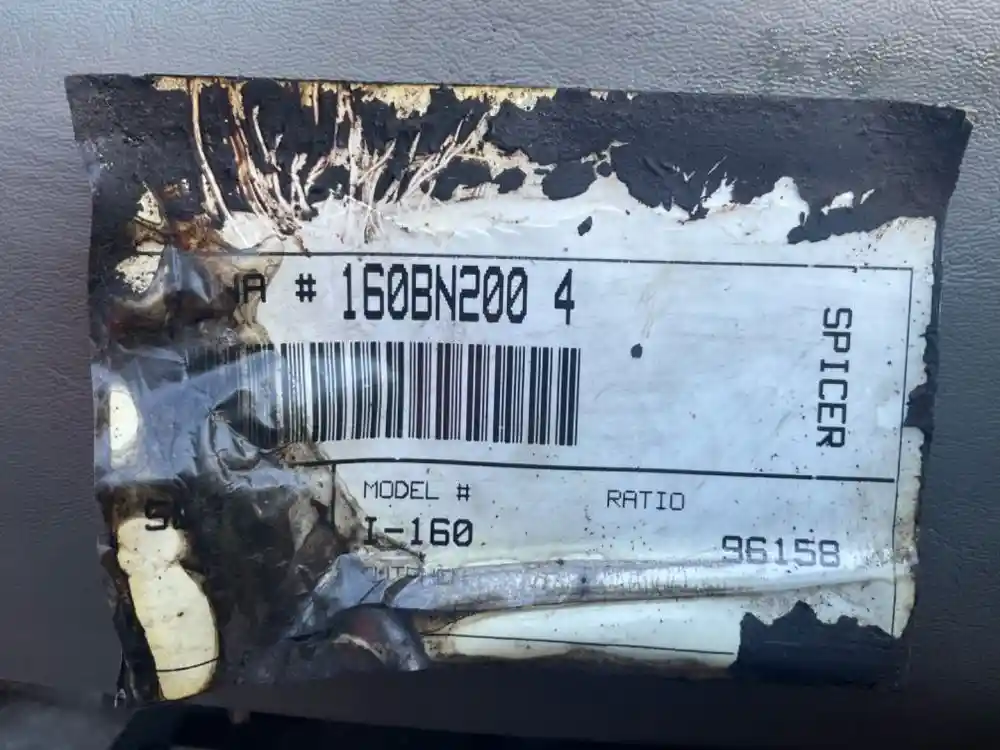 # 160BN200 4
SPICER
MODEL #
I-160
RATIO
96158